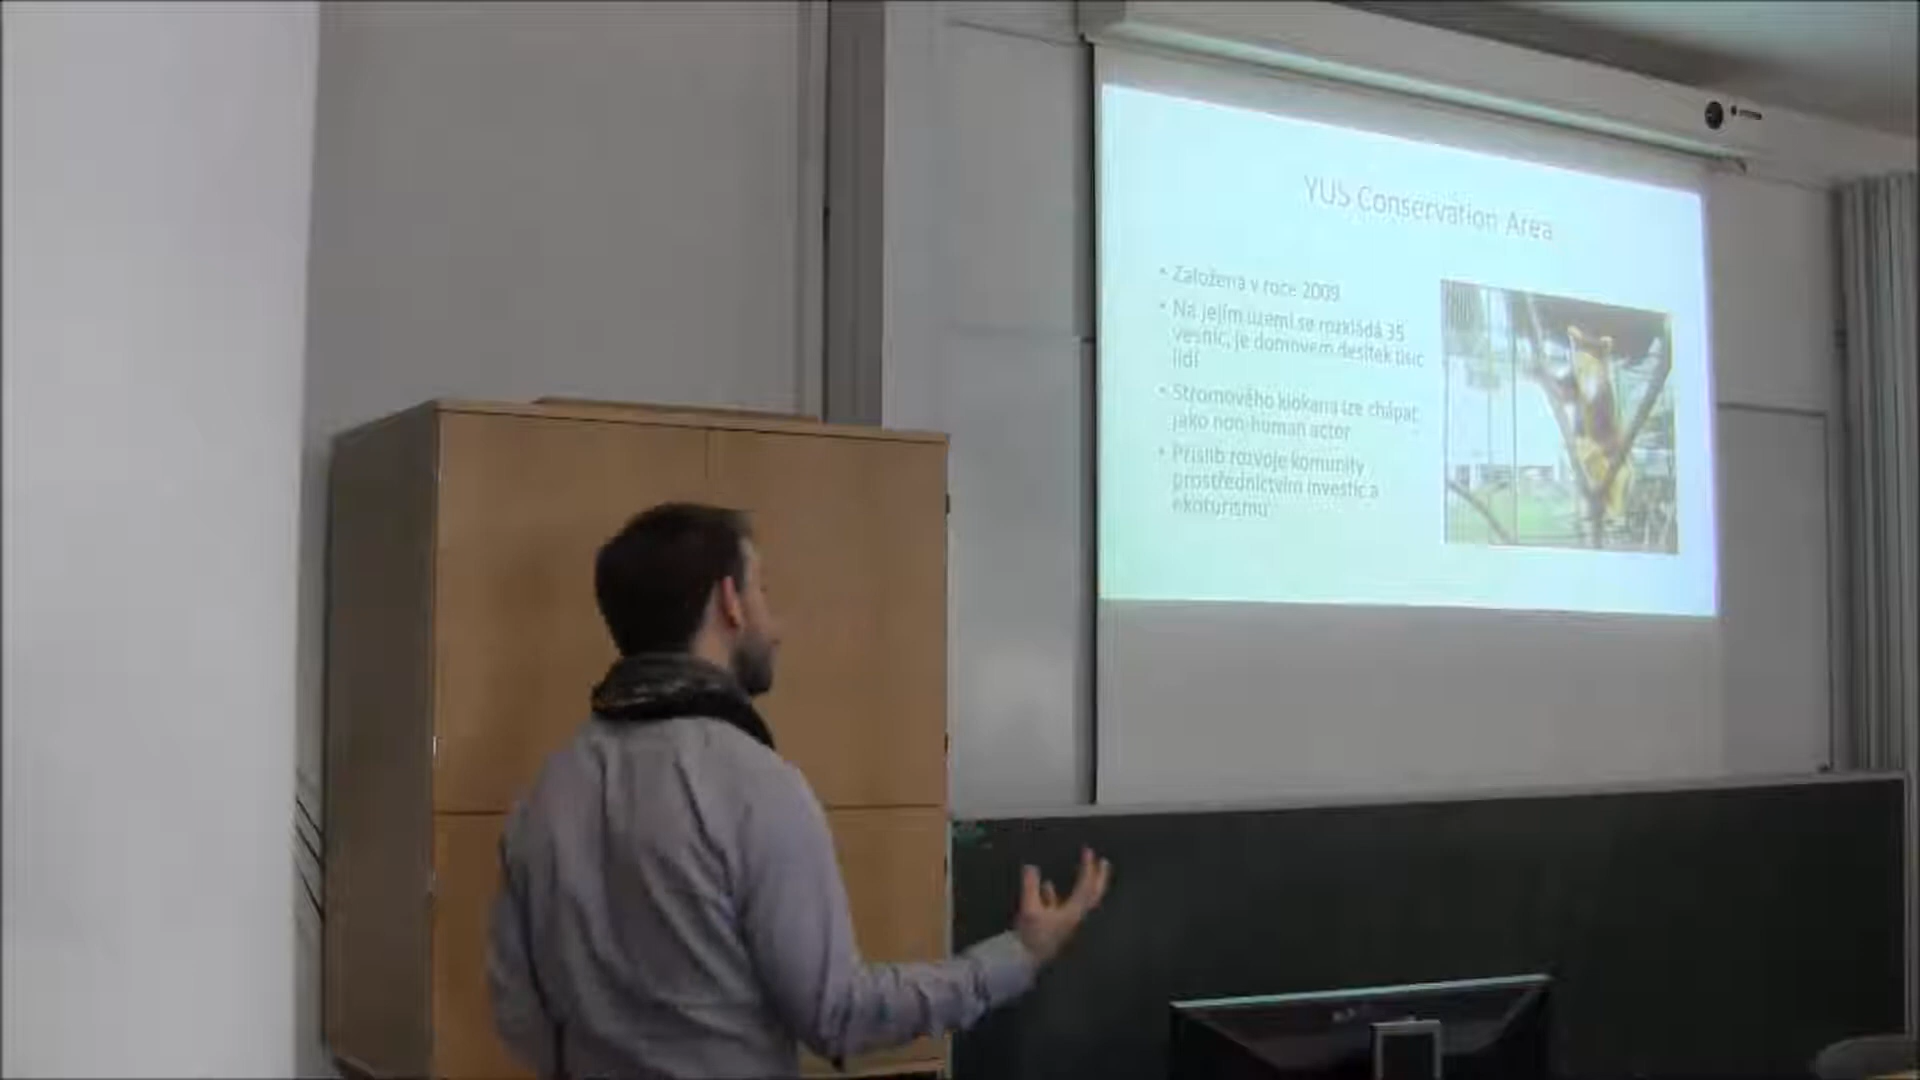 YUS Conservation Area
• Založena v roce 2009
• Na jejím území se rozkládá 35
vesnic, je domovem desítek tisíc
lidí
• Stromového klokana lze chápat
jako non-human actor
• Příslib rozvoje komunity
prostřednictvím investic a
ekoturismu